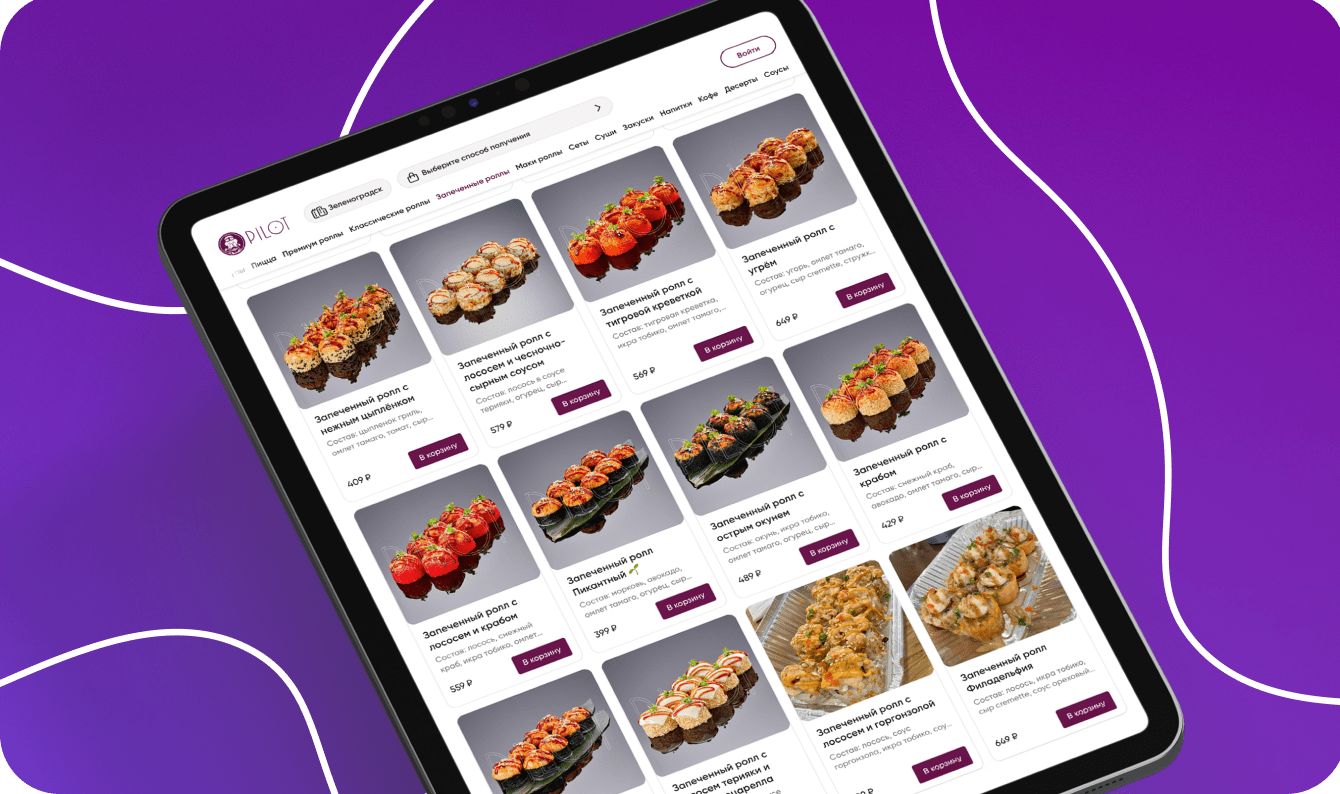 Войти
Зеленоградск
Выберите способ получения
PILOT
Пицца Премиум роллы Классические роллы Запеченные роллы Маки роллы Сеты Суши Закуски Напитки Кофе Десерты Соусы
Запеченный ролл с
нежным цыплёнком
Состав: цыпленок гриль,
омлет тамаго, томат, сыр...
409 ₽
В корзину
Запеченный ролл с
лососем и чесночно-
сырным соусом
Состав: лосось в соусе
терияки, огурец, сыр...
579 ₽
В корзину
Запеченный ролл с
тигровой креветкой
Состав: тигровая креветка,
икра тобико, омлет тамаго,...
569 ₽
В корзину
Запеченный ролл с
угрём
Состав: угорь, омлет тамаго,
огурец, сыр cremette, стружк...
649 ₽
В корзину
Запеченный ролл с
лососем и крабом
Состав: лосось, снежный
краб, икра тобико, омлет...
559 ₽
В корзину
Запеченный ролл
Пикантный 🌱
Состав: морковь, авокадо,
омлет тамаго, огурец, сыр...
399 ₽
В корзину
Запеченный ролл с
острым окунем
Состав: окунь, икра тобико,
омлет тамаго, огурец, сыр...
489 ₽
В корзину
Запеченный ролл с
крабом
Состав: снежный краб,
авокадо, омлет тамаго, сыр...
429 ₽
В корзину
Запеченный ролл с
лососем терияки и
Запеченный ролл с
лососем и горгонзолой
Состав: лосось, соус
горгонзола, икра тобико, соу...
₽
В корзину
Запеченный ролл
Филадельфия
Состав: лосось, икра тобико,
сыр cremette, соус ореховый...
649 ₽
В корзину